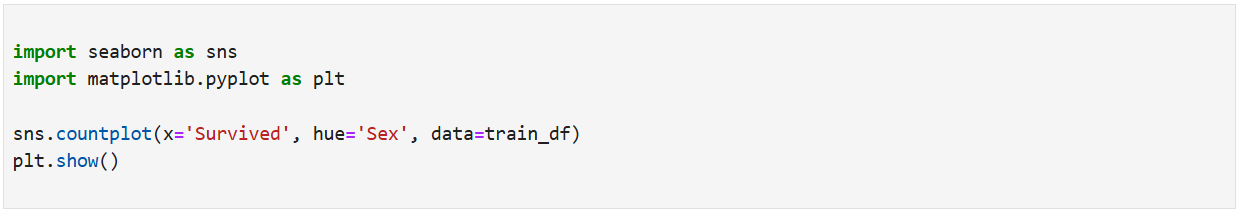 import seaborn as sns
import matplotlib.pyplot as plt
sns.countplot(x='Survived', hue='Sex', data=train_df)
plt.show()